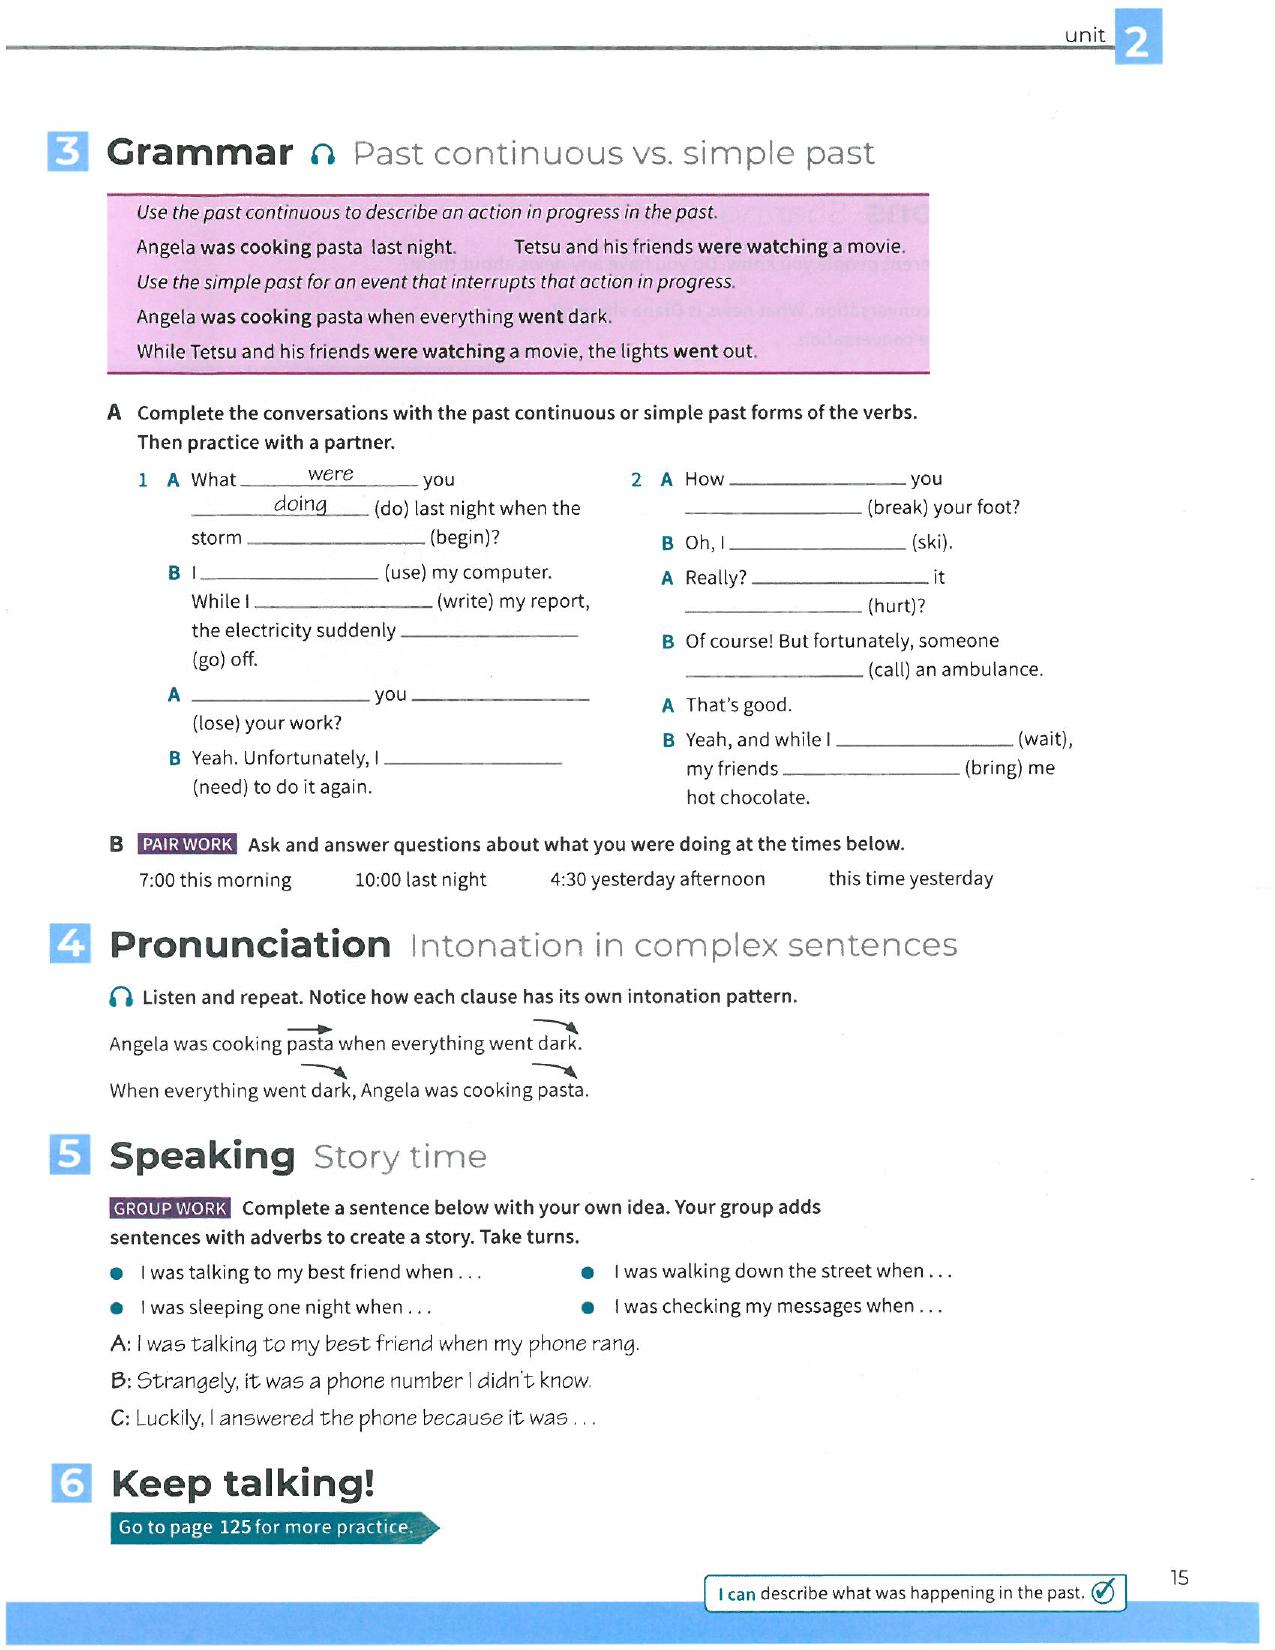 unit 2
3 Grammar Past continuous vs. simple past
Use the past continuous to describe an action in progress in the past.
Angela was cooking pasta last night. Tetsu and his friends were watching a movie.
Use the simple past for an event that interrupts that action in progress.
Angela was cooking pasta when everything went dark.
While Tetsu and his friends were watching a movie, the lights went out.
A Complete the conversations with the past continuous or simple past forms of the verbs.
Then practice with a partner.
1 A What were you
doing (do) last night when the
storm ____ (begin)?
B I ____ (use) my computer.
While I ____ (write) my report,
the electricity suddenly ____
(go) off.
A ____ you ____
(lose) your work?
B Yeah. Unfortunately, I ____
(need) to do it again.
2 A How ____ you
____ (break) your foot?
B Oh, I ____ (ski).
A Really? ____ it
____ (hurt)?
B Of course! But fortunately, someone
____ (call) an ambulance.
A That's good.
B Yeah, and while I ____ (wait),
my friends ____ (bring) me
hot chocolate.
B PAIR WORK Ask and answer questions about what you were doing at the times below.
7:00 this morning 10:00 last night 4:30 yesterday afternoon this time yesterday
4 Pronunciation Intonation in complex sentences
Listen and repeat. Notice how each clause has its own intonation pattern.
Angela was cooking pasta when everything went dark.
When everything went dark, Angela was cooking pasta.
5 Speaking Story time
GROUP WORK Complete a sentence below with your own idea. Your group adds
sentences with adverbs to create a story. Take turns.
● I was talking to my best friend when . . . ● I was walking down the street when . . .
● I was sleeping one night when . . . ● I was checking my messages when . . .
A: I was talking to my best friend when my phone rang.
B: Strangely, it was a phone number I didn't know.
C: Luckily, I answered the phone because it was . . .
6 Keep talking!
Go to page 125 for more practice.
I can describe what was happening in the past.
15